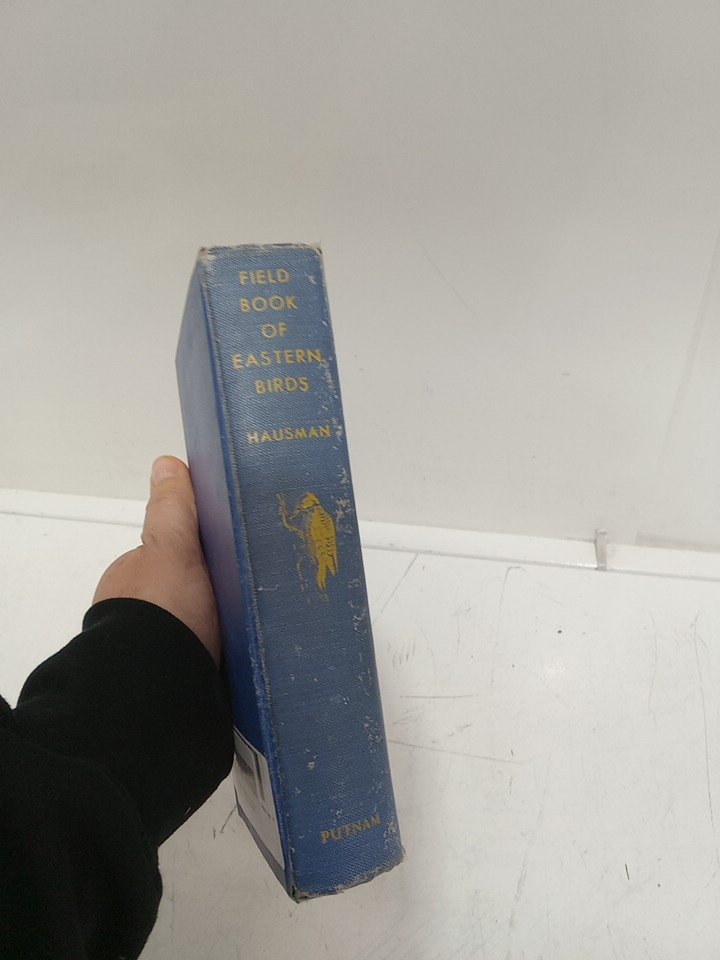 FIELD
BOOK
OF
EASTERN
BIRDS
HAUSMAN
PUTNAM